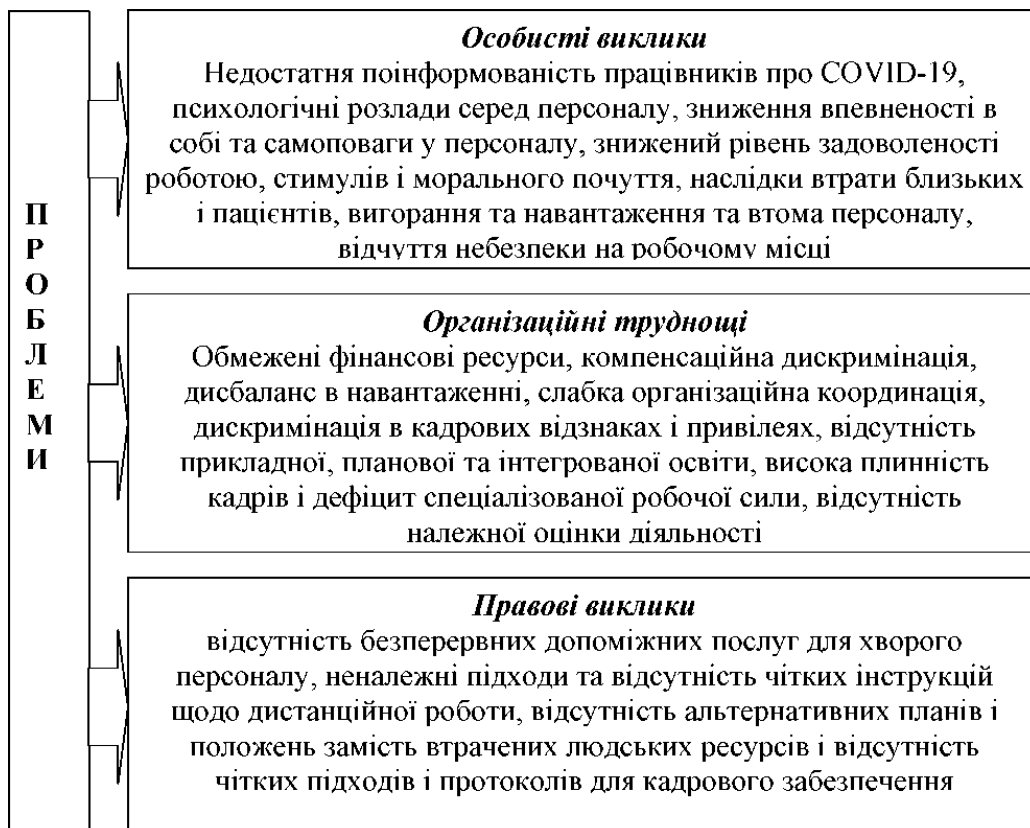 ПРОБЛЕМИ
Особисті виклики
Недостатня поінформованість працівників про COVID-19,
психологічні розлади серед персоналу, зниження впевненості в
собі та самоповаги у персоналу, знижений рівень задоволеності
роботою, стимулів і морального почуття, наслідки втрати близьких
і пацієнтів, вигорання та навантаження та втома персоналу,
відчуття небезпеки на робочому місці
Організаційні труднощі
Обмежені фінансові ресурси, компенсаційна дискримінація,
дисбаланс в навантаженні, слабка організаційна координація,
дискримінація в кадрових відзнаках і привілеях, відсутність
прикладної, планової та інтегрованої освіти, висока плинність
кадрів і дефіцит спеціалізованої робочої сили, відсутність
належної оцінки діяльності
Правові виклики
відсутність безперервних допоміжних послуг для хворого
персоналу, неналежні підходи та відсутність чітких інструкцій
щодо дистанційної роботи, відсутність альтернативних планів і
положень замість втрачених людських ресурсів і відсутність
чітких підходів і протоколів для кадрового забезпечення